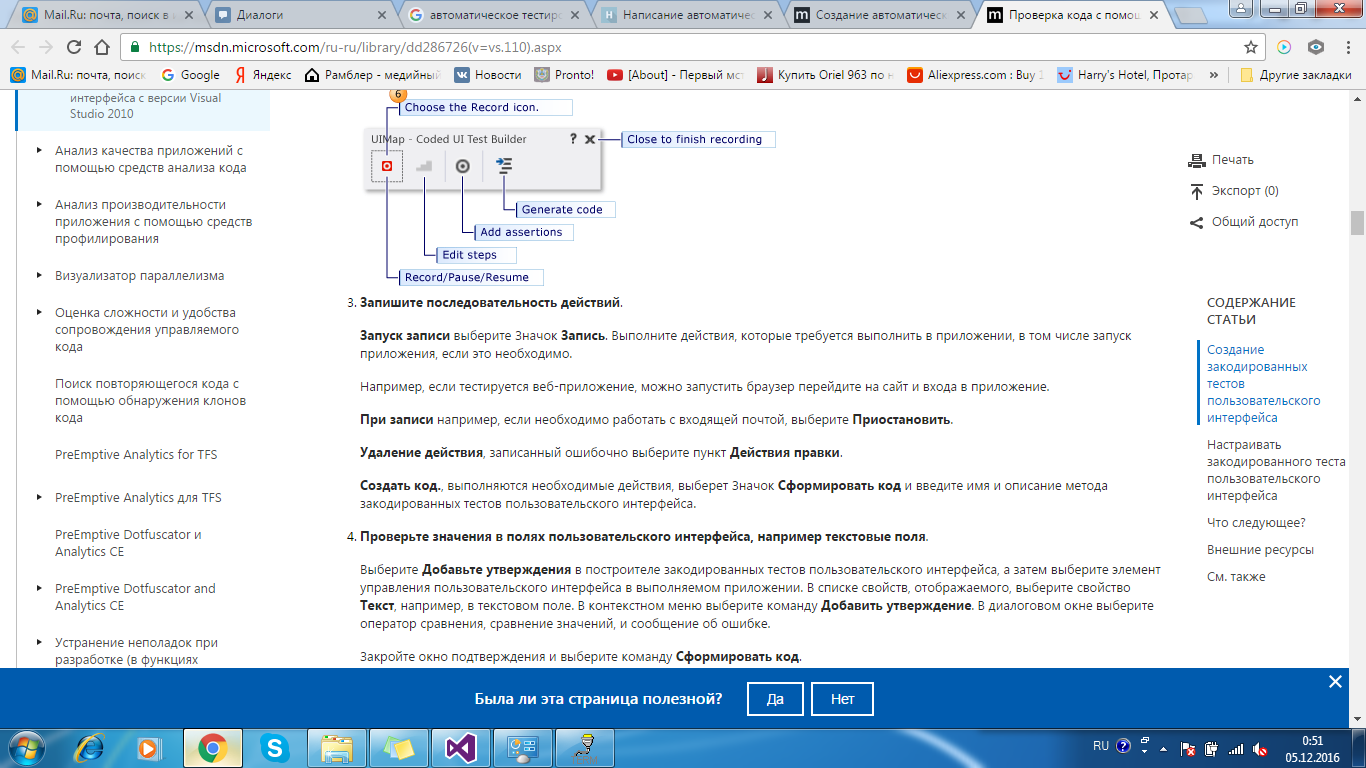 Mail.Ru: почта, поиск в
Диалоги
автоматическое тестиро
Написание автоматичес
Создание автоматическ
Проверка кода с помощ
https://msdn.microsoft.com/ru-ru/library/dd286726(v=vs.110).aspx
Mail.Ru: почта, поиск
Google
Яндекс
Рамблер - медийный
Новости
Pronto!
[About] - Первый мст
Купить Oriel 963 по н
Aliexpress.com : Buy 1
Harry's Hotel, Протар
»
Другие закладки
интерфейса с версии Visual
Studio 2010
Анализ качества приложений с
помощью средств анализа кода
Анализ производительности
приложения с помощью средств
профилирования
Визуализатор параллелизма
Оценка сложности и удобства
сопровождения управляемого
кода
Поиск повторяющегося кода с
помощью обнаружения клонов
кода
PreEmptive Analytics for TFS
PreEmptive Analytics для TFS
PreEmptive Dotfuscator и
Analytics CE
PreEmptive Dotfuscator and
Analytics CE
Устранение неполадок при
разработке (в функциях
6
Choose the Record icon.
UIMap - Coded UI Test Builder
?
Close to finish recording
Generate code
Add assertions
Edit steps
Record/Pause/Resume
3. Запишите последовательность действий.
Запуск записи выберите Значок Запись. Выполните действия, которые требуется выполнить в приложении, в том числе запуск
приложения, если это необходимо.
Например, если тестируется веб-приложение, можно запустить браузер перейдите на сайт и входа в приложение.
При записи например, если необходимо работать с входящей почтой, выберите Приостановить.
Удаление действия, записанный ошибочно выберите пункт Действия правки.
Создать код., выполняются необходимые действия, выберет Значок Сформировать код и введите имя и описание метода
закодированных тестов пользовательского интерфейса.
4. Проверьте значения в полях пользовательского интерфейса, например текстовые поля.
Выберите Добавьте утверждения в построителе закодированных тестов пользовательского интерфейса, а затем выберите элемент
управления пользовательского интерфейса в выполняемом приложении. В списке свойств, отображаемого, выберите свойство
Текст, например, в текстовом поле. В контекстном меню выберите команду Добавить утверждение. В диалоговом окне выберите
оператор сравнения, сравнение значений, и сообщение об ошибке.
Закройте окно подтверждения и выберите команду Сформировать код.
Печать
Экспорт (0)
Общий доступ
СОДЕРЖАНИЕ
СТАТЬИ
Создание
закодированных
тестов
пользовательского
интерфейса
Настраивать
закодированного теста
пользовательского
интерфейса
Что следующее?
Внешние ресурсы
См. также
Была ли эта страница полезной?
Да
Нет
RU
0:51
05.12.2016